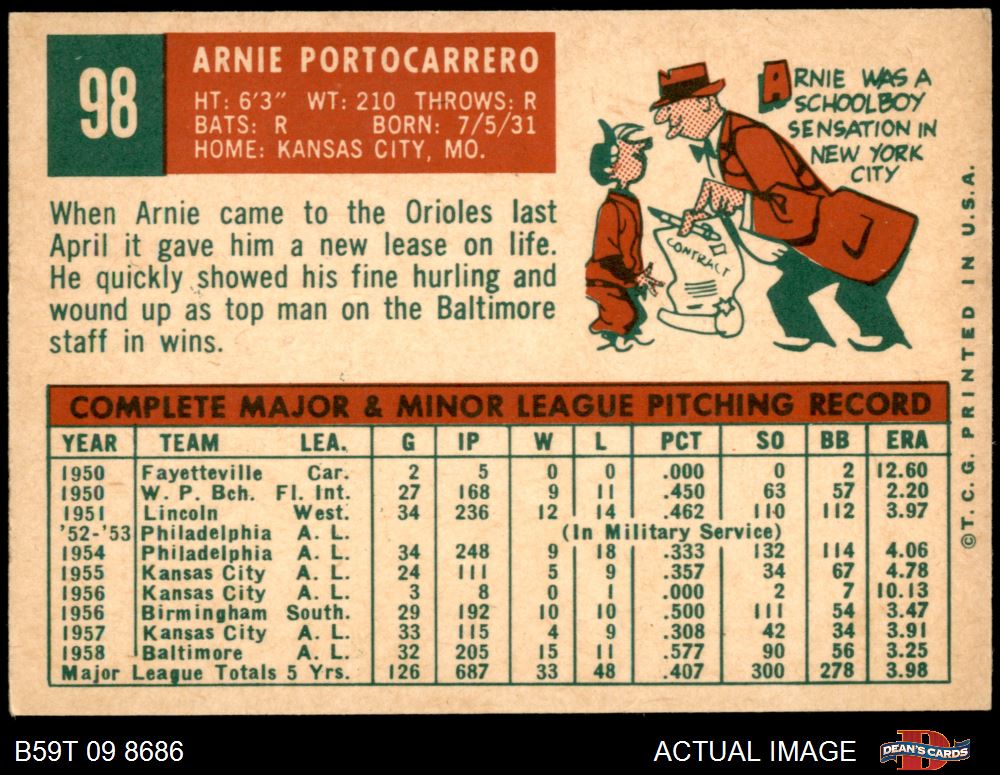 98
ARNIE PORTOCARRERO
HT: 6'3" WT: 210 THROWS: R
BATS: R BORN: 7/5/31
HOME: KANSAS CITY, MO.
ARNIE WAS A
SCHOOLBOY
SENSATION IN
NEW YORK
CITY
CONTRACT
When Arnie came to the Orioles last
April it gave him a new lease on life.
He quickly showed his fine hurling and
wound up as top man on the Baltimore
staff in wins.
©T. C. G. PRINTED IN U.S.A.
COMPLETE MAJOR & MINOR LEAGUE PITCHING RECORD
YEAR TEAM LEA. G IP W L PCT SO BB ERA
1950 Fayetteville Car. 2 5 0 0 .000 0 2 12.60
1950 W. P. Bch. Fl. Int. 27 168 9 11 .450 63 57 2.20
1951 Lincoln West. 34 236 12 14 .462 110 112 3.97
'52-'53 Philadelphia A. L. (In Military Service)
1954 Philadelphia A. L. 34 248 9 18 .333 132 114 4.06
1955 Kansas City A. L. 24 111 5 9 .357 34 67 4.78
1956 Kansas City A. L. 3 8 0 1 .000 2 7 10.13
1956 Birmingham South. 29 192 10 10 .500 111 54 3.47
1957 Kansas City A. L. 33 115 4 9 .308 42 34 3.91
1958 Baltimore A. L. 32 205 15 11 .577 90 56 3.25
Major League Totals 5 Yrs. 126 687 33 48 .407 300 278 3.98
B59T 09 8686
ACTUAL IMAGE
DEAN'S CARDS